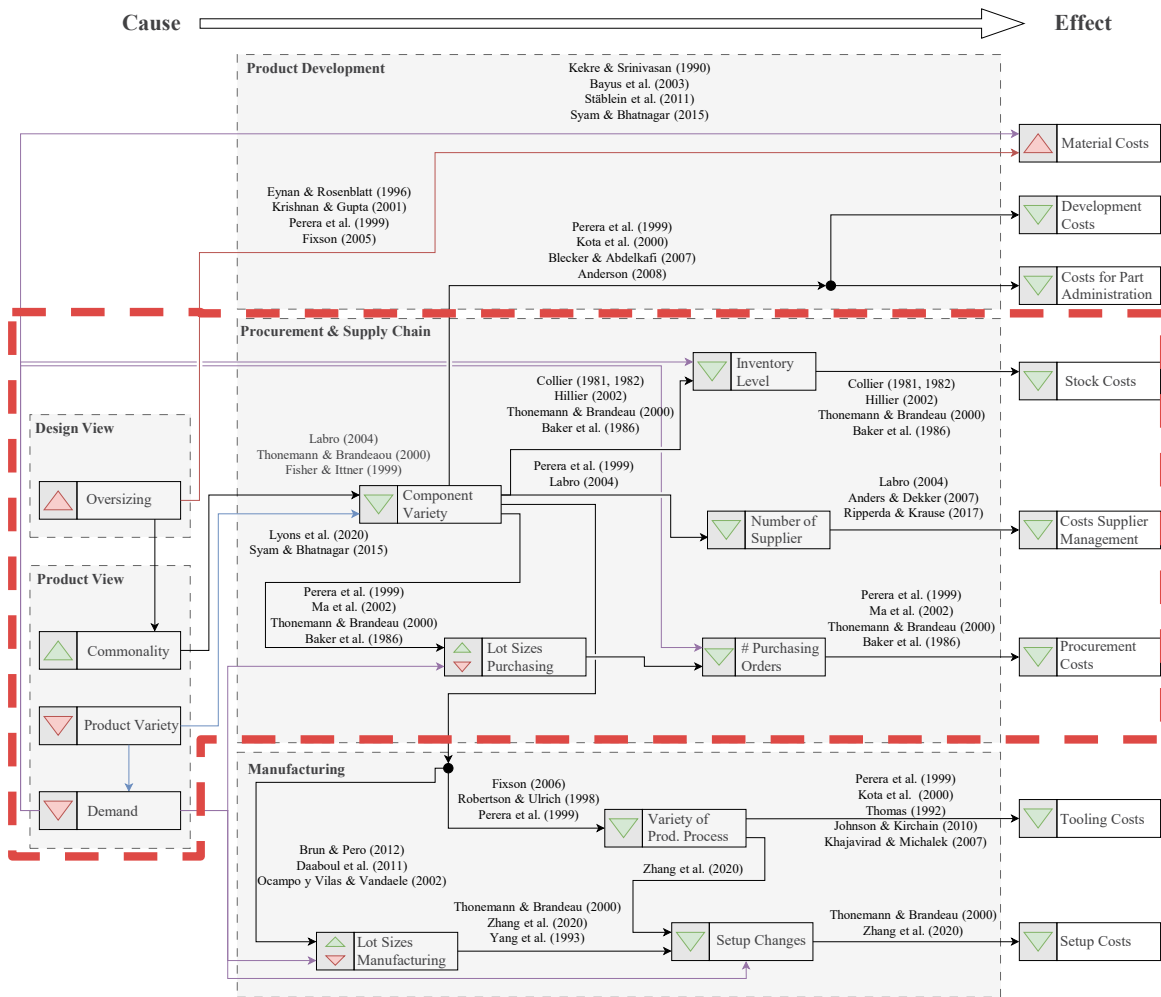 Cause
Effect
Product Development
Kekre & Srinivasan (1990)
Bayus et al. (2003)
Stäblein et al. (2011)
Syam & Bhatnagar (2015)
Material Costs
Eynan & Rosenblatt (1996)
Krishnan & Gupta (2001)
Perera et al. (1999)
Fixson (2005)
Perera et al. (1999)
Kota et al. (2000)
Blecker & Abdelkafi (2007)
Anderson (2008)
Development
Costs
Costs for Part
Administration
Procurement & Supply Chain
Inventory
Level
Collier (1981, 1982)
Hillier (2002)
Thonemann & Brandeau (2000)
Baker et al. (1986)
Collier (1981, 1982)
Hillier (2002)
Thonemann & Brandeau (2000)
Baker et al. (1986)
Stock Costs
Design View
Oversizing
Labro (2004)
Thonemann & Brandeaou (2000)
Fisher & Ittner (1999)
Component
Variety
Perera et al. (1999)
Labro (2004)
Number of
Supplier
Labro (2004)
Anders & Dekker (2007)
Ripperda & Krause (2017)
Costs Supplier
Management
Lyons et al. (2020)
Syam & Bhatnagar (2015)
Product View
Commonality
Product Variety
Demand
Perera et al. (1999)
Ma et al. (2002)
Thonemann & Brandeau (2000)
Baker et al. (1986)
Lot Sizes
Purchasing
# Purchasing
Orders
Perera et al. (1999)
Ma et al. (2002)
Thonemann & Brandeau (2000)
Baker et al. (1986)
Procurement
Costs
Manufacturing
Fixson (2006)
Robertson & Ulrich (1998)
Perera et al. (1999)
Variety of
Prod. Process
Perera et al. (1999)
Kota et al. (2000)
Thomas (1992)
Johnson & Kirchain (2010)
Khajavirad & Michalek (2007)
Tooling Costs
Brun & Pero (2012)
Daaboul et al. (2011)
Ocampo y Vilas & Vandaele (2002)
Zhang et al. (2020)
Lot Sizes
Manufacturing
Thonemann & Brandeau (2000)
Zhang et al. (2020)
Yang et al. (1993)
Setup Changes
Thonemann & Brandeau (2000)
Zhang et al. (2020)
Setup Costs